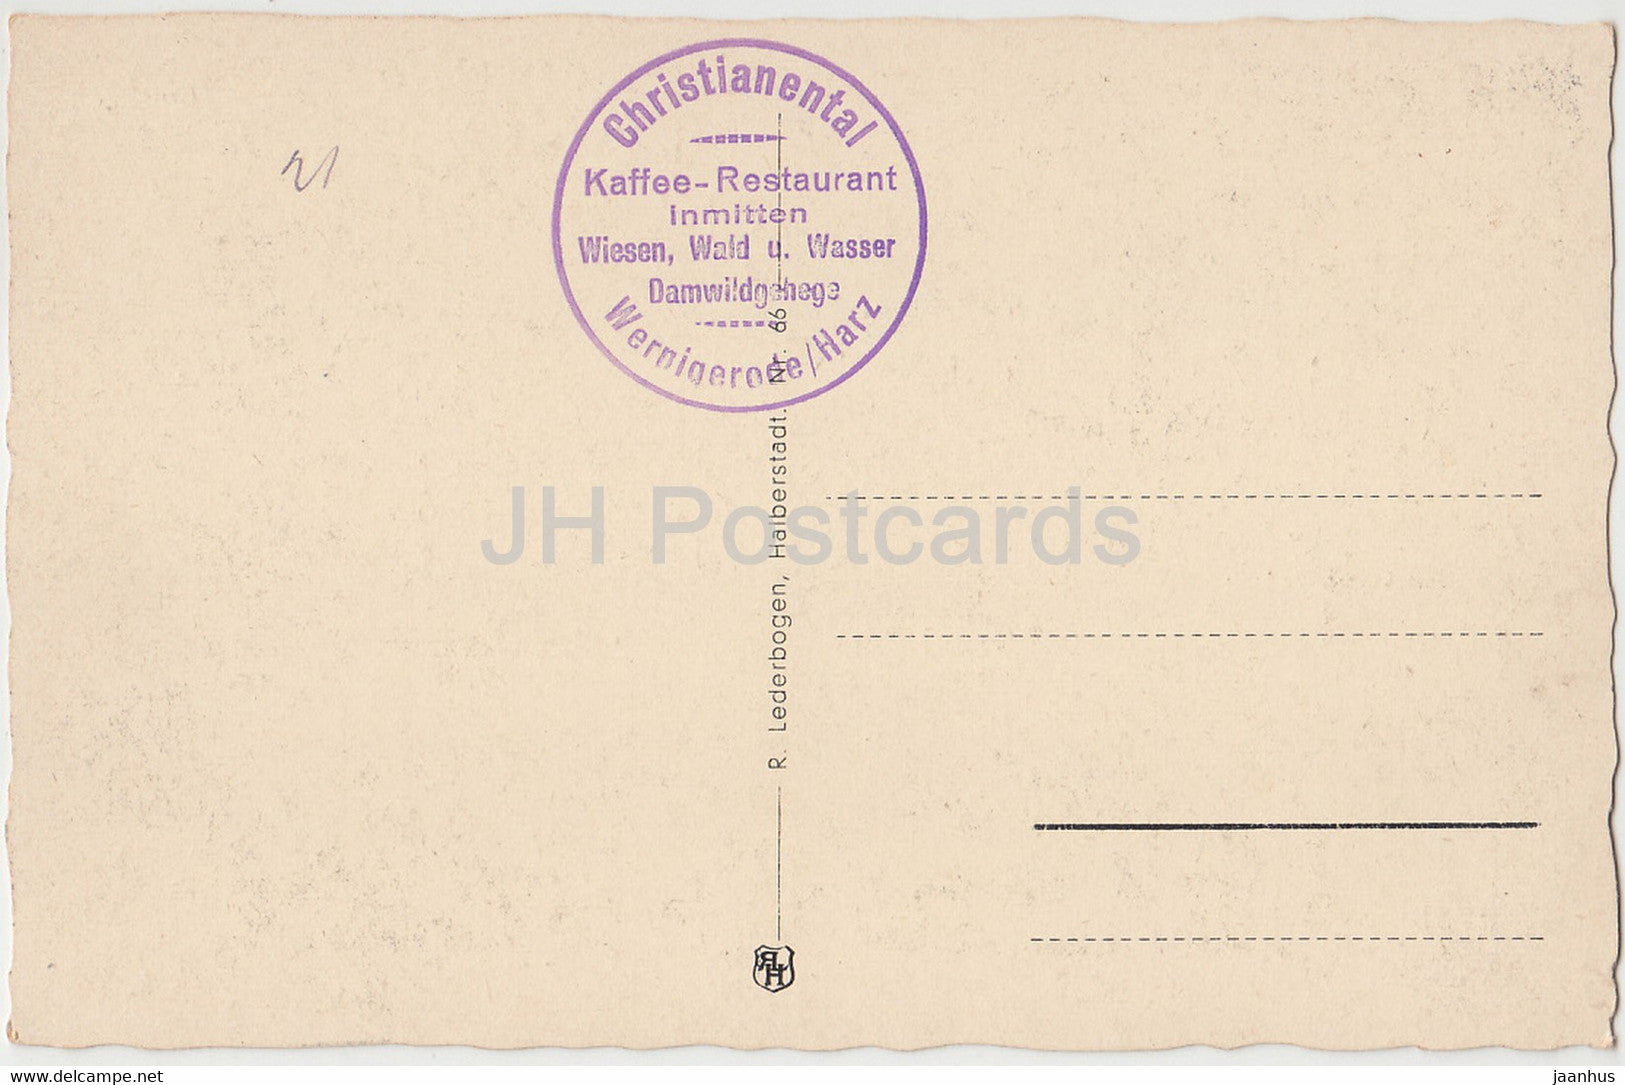 Christianental
Kaffee-Restaurant
inmitten
Wiesen, Wald u. Wasser
Damwildgehege
Wernigerode/Harz
21
R. Lederbogen, Halberstadt. Nr. 66
JH Postcards
RLH
delcampe.net
jaanhus